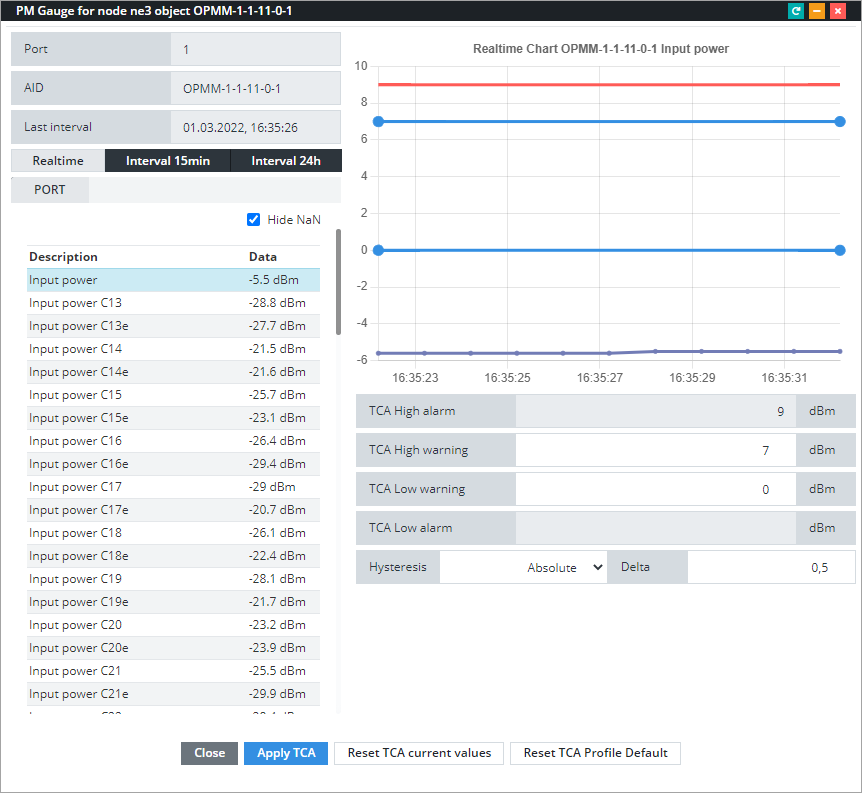 PM Gauge for node ne3 object OPMM-1-1-11-0-1
Port 1
AID OPMM-1-1-11-0-1
Last interval 01.03.2022, 16:35:26
Realtime Interval 15min Interval 24h
PORT
Hide NaN
Description Data
Input power -5.5 dBm
Input power C13 -28.8 dBm
Input power C13e -27.7 dBm
Input power C14 -21.5 dBm
Input power C14e -21.6 dBm
Input power C15 -25.7 dBm
Input power C15e -23.1 dBm
Input power C16 -26.4 dBm
Input power C16e -29.4 dBm
Input power C17 -29 dBm
Input power C17e -20.7 dBm
Input power C18 -26.1 dBm
Input power C18e -22.4 dBm
Input power C19 -28.1 dBm
Input power C19e -21.7 dBm
Input power C20 -23.2 dBm
Input power C20e -23.9 dBm
Input power C21 -25.5 dBm
Input power C21e -29.9 dBm
Realtime Chart OPMM-1-1-11-0-1 Input power
10
8
6
4
2
0
-2
-4
-6
16:35:23 16:35:25 16:35:27 16:35:29 16:35:31
TCA High alarm 9 dBm
TCA High warning 7 dBm
TCA Low warning 0 dBm
TCA Low alarm dBm
Hysteresis Absolute Delta 0,5
Close Apply TCA Reset TCA current values Reset TCA Profile Default